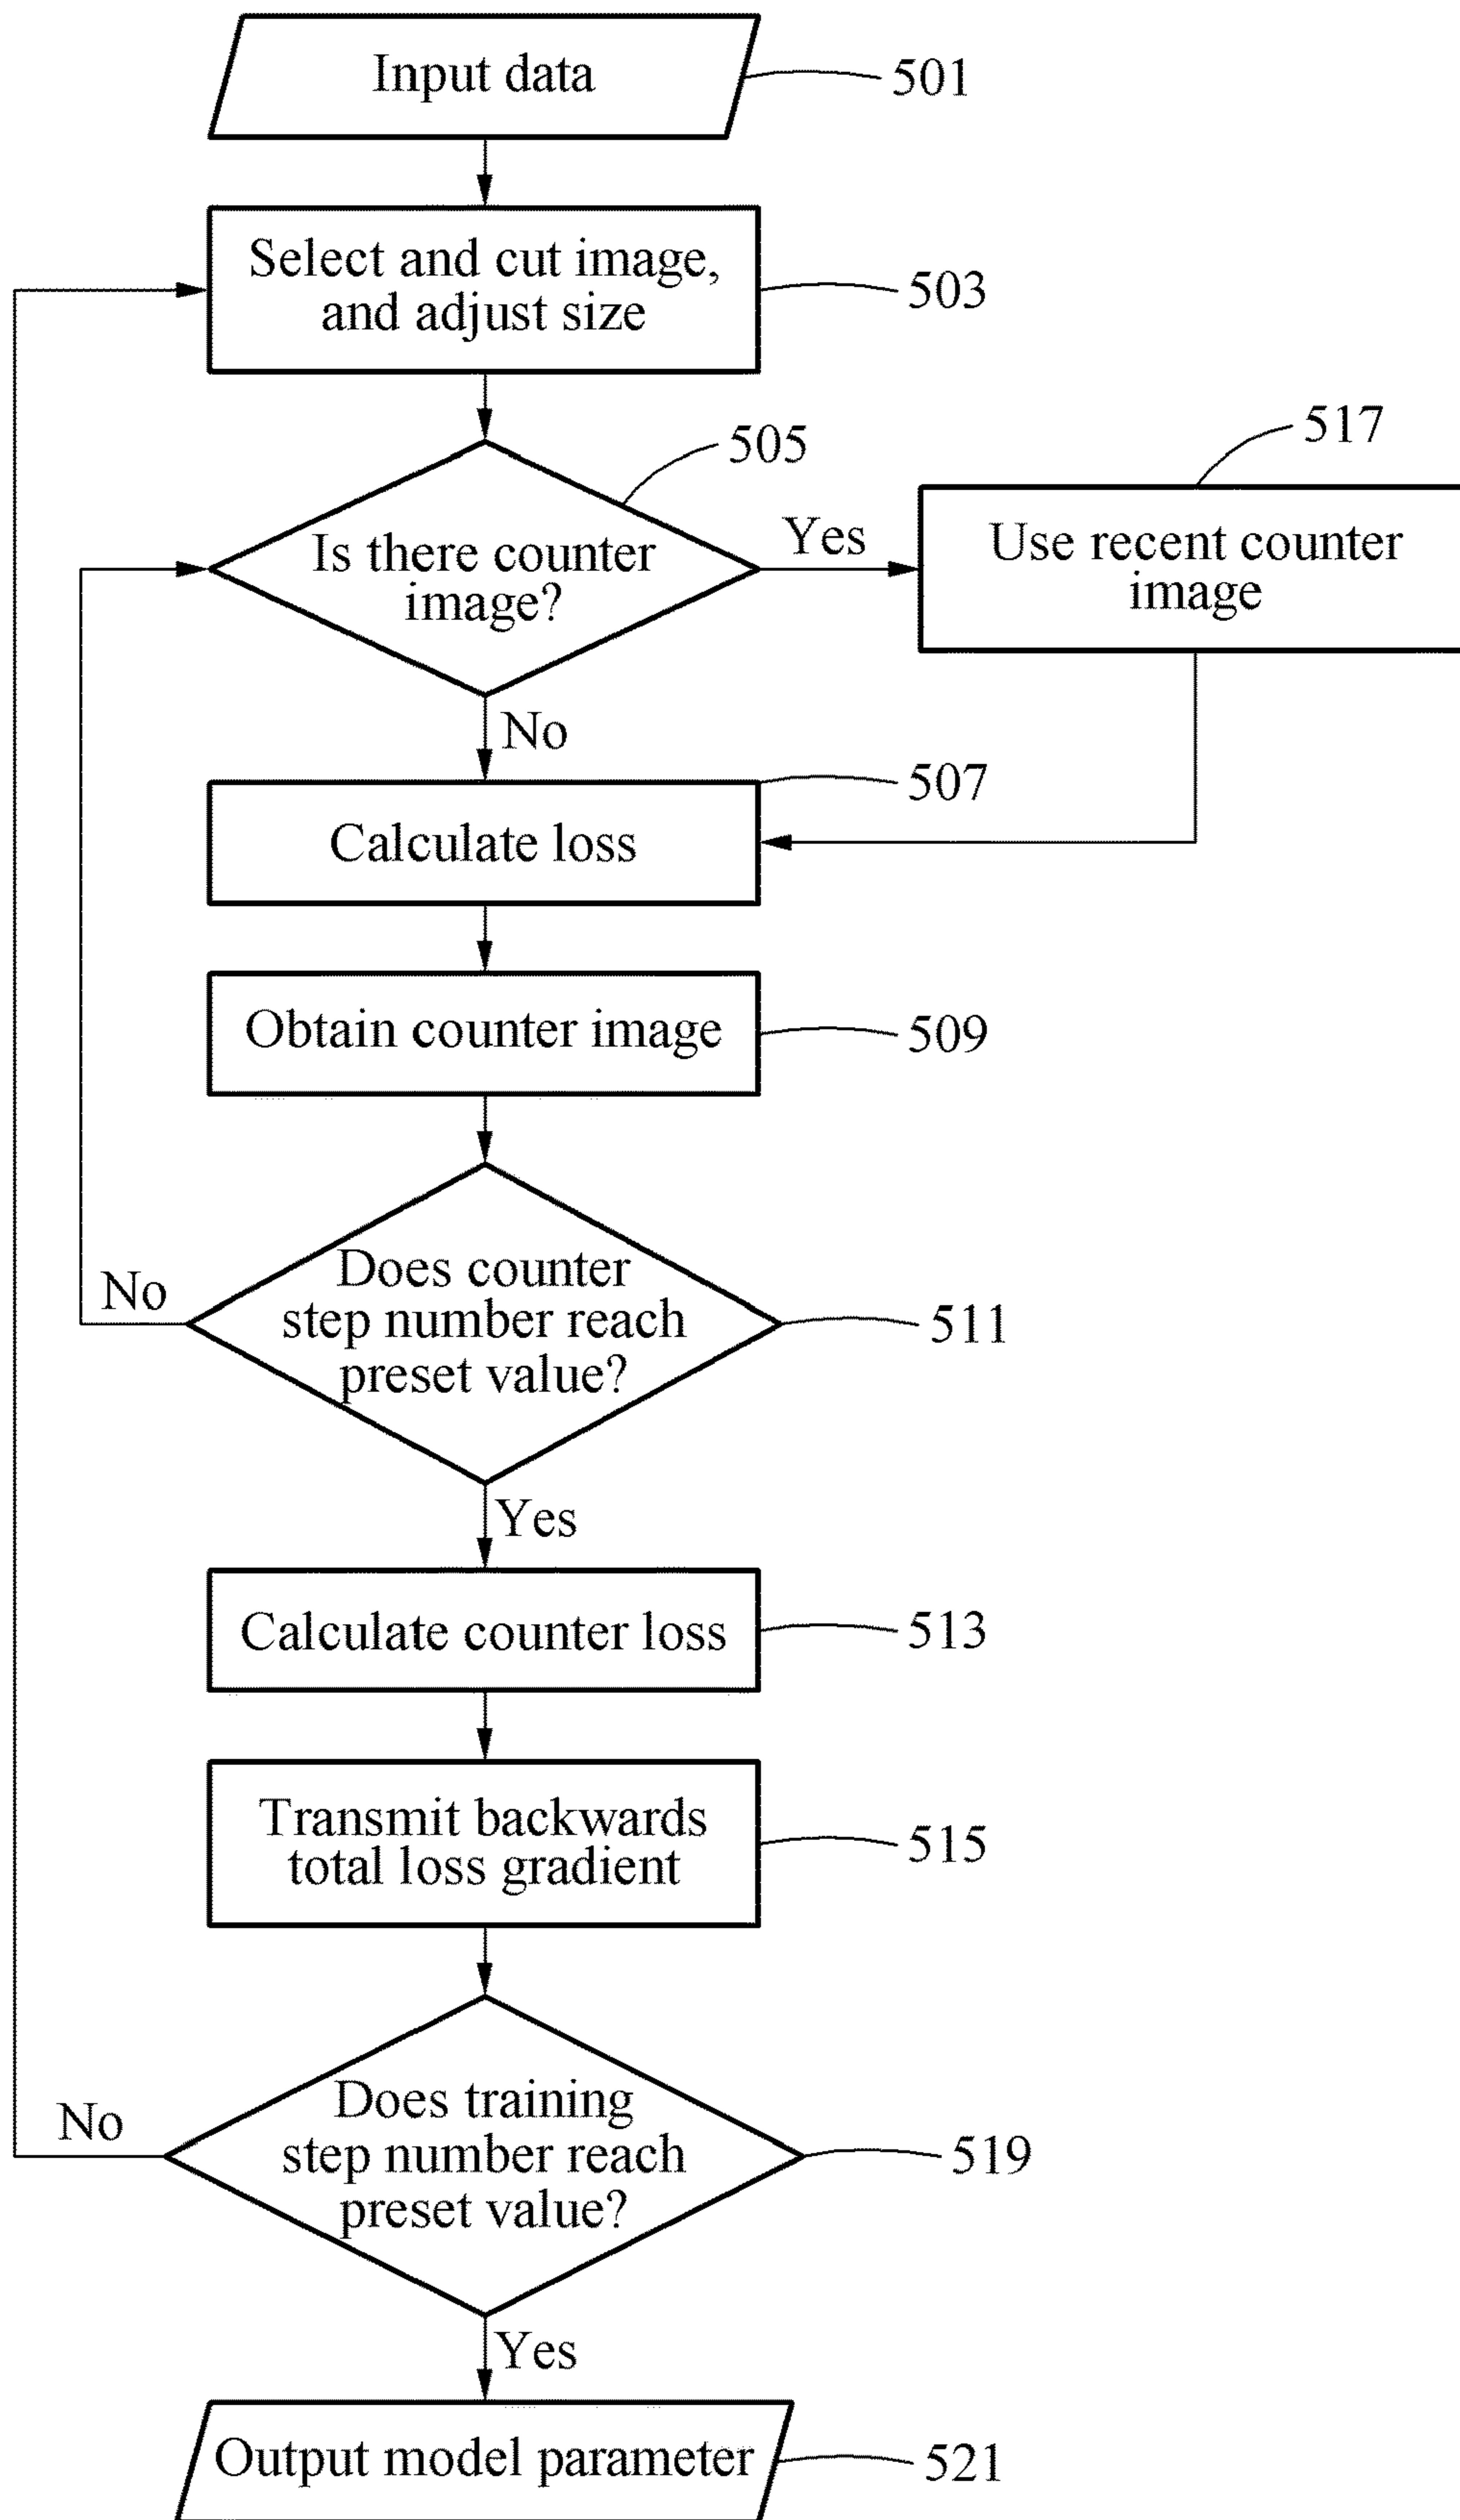 Input data
501
Select and cut image,
and adjust size
503
505
517
Is there counter
image?
Yes
Use recent counter
image
No
507
Calculate loss
Obtain counter image
509
Does counter
step number reach
preset value?
No
511
Yes
Calculate counter loss
513
Transmit backwards
total loss gradient
515
Does training
step number reach
preset value?
No
519
Yes
Output model parameter
521